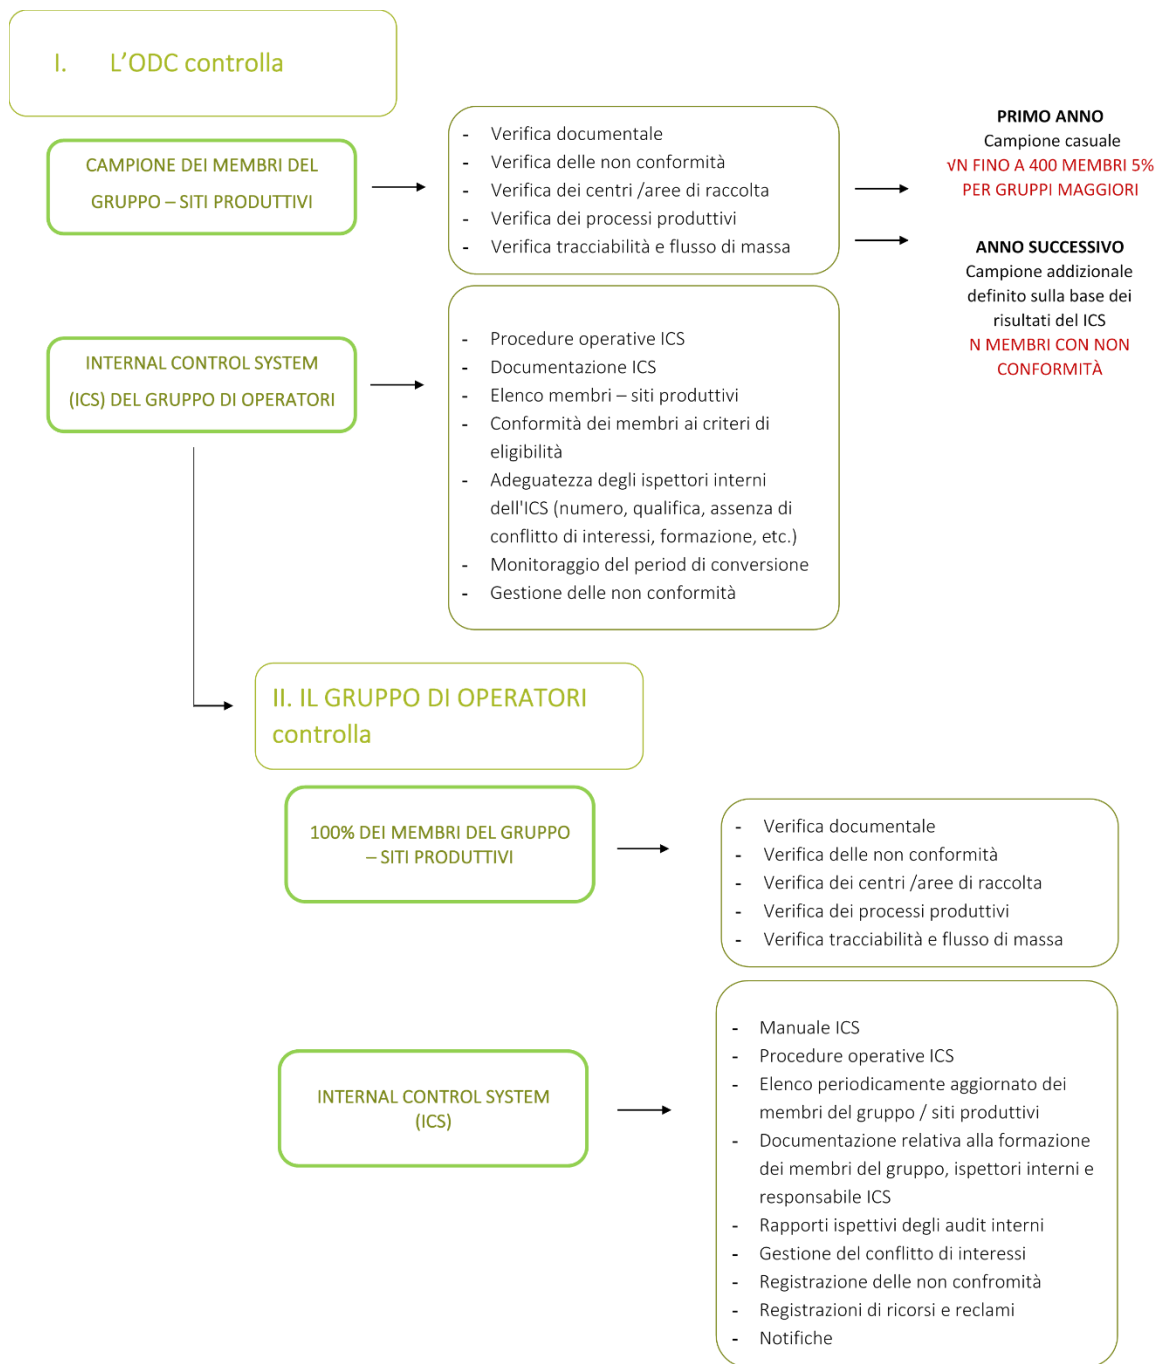 I. L'ODC controlla
CAMPIONE DEI MEMBRI DEL
GRUPPO – SITI PRODUTTIVI
- Verifica documentale
- Verifica delle non conformità
- Verifica dei centri /aree di raccolta
- Verifica dei processi produttivi
- Verifica tracciabilità e flusso di massa
PRIMO ANNO
Campione casuale
√N FINO A 400 MEMBRI 5%
PER GRUPPI MAGGIORI
ANNO SUCCESSIVO
Campione addizionale
definito sulla base dei
risultati del ICS
N MEMBRI CON NON
CONFORMITÀ
INTERNAL CONTROL SYSTEM
(ICS) DEL GRUPPO DI OPERATORI
- Procedure operative ICS
- Documentazione ICS
- Elenco membri – siti produttivi
- Conformità dei membri ai criteri di
eligibilità
- Adeguatezza degli ispettori interni
dell'ICS (numero, qualifica, assenza di
conflitto di interessi, formazione, etc.)
- Monitoraggio del period di conversione
- Gestione delle non conformità
II. IL GRUPPO DI OPERATORI
controlla
100% DEI MEMBRI DEL GRUPPO
– SITI PRODUTTIVI
- Verifica documentale
- Verifica delle non conformità
- Verifica dei centri /aree di raccolta
- Verifica dei processi produttivi
- Verifica tracciabilità e flusso di massa
INTERNAL CONTROL SYSTEM
(ICS)
- Manuale ICS
- Procedure operative ICS
- Elenco periodicamente aggiornato dei
membri del gruppo / siti produttivi
- Documentazione relativa alla formazione
dei membri del gruppo, ispettori interni e
responsabile ICS
- Rapporti ispettivi degli audit interni
- Gestione del conflitto di interessi
- Registrazione delle non confromità
- Registrazioni di ricorsi e reclami
- Notifiche